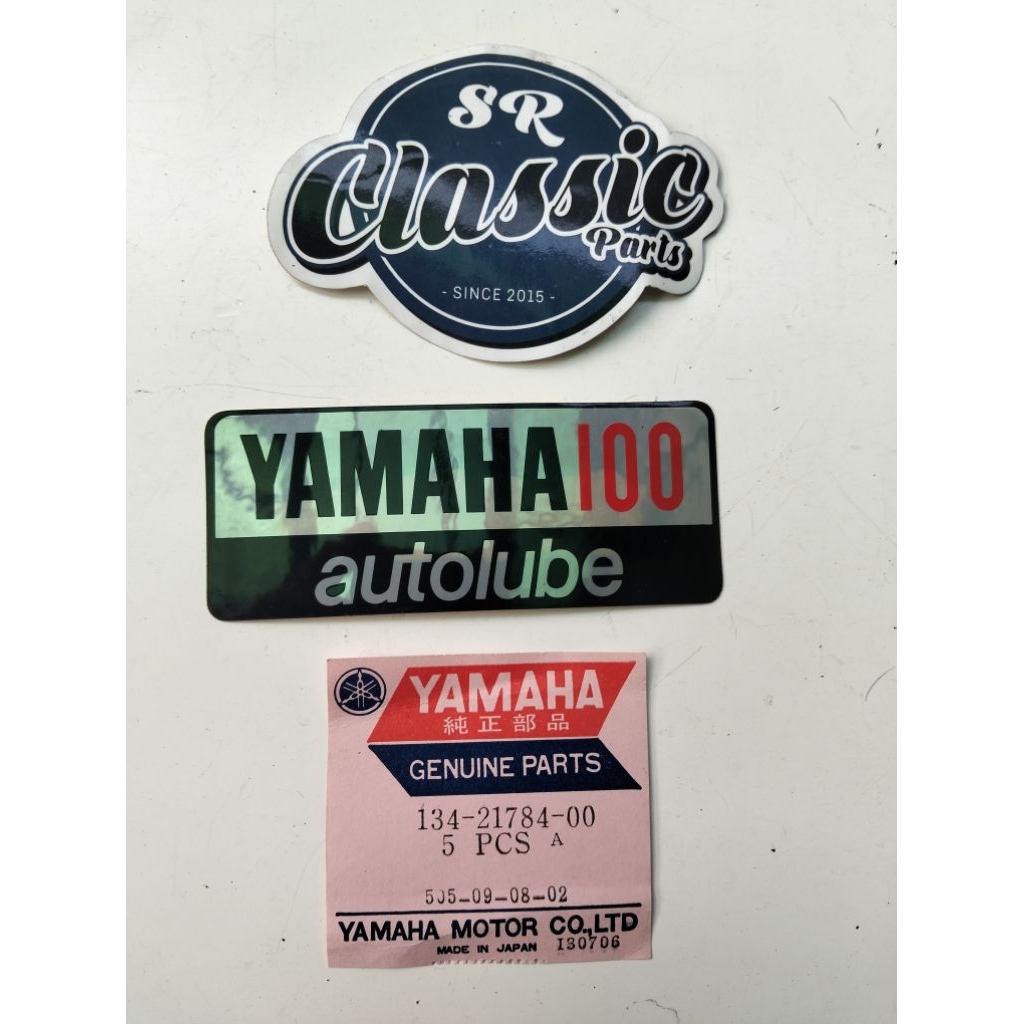 SR
Classic
Parts
- SINCE 2015 -
YAMAHA100
autolube
YAMAHA
純正部品
GENUINE PARTS
134-21784-00
5 PCS A
505-09-08-02
YAMAHA MOTOR CO.,LTD
MADE IN JAPAN 130706